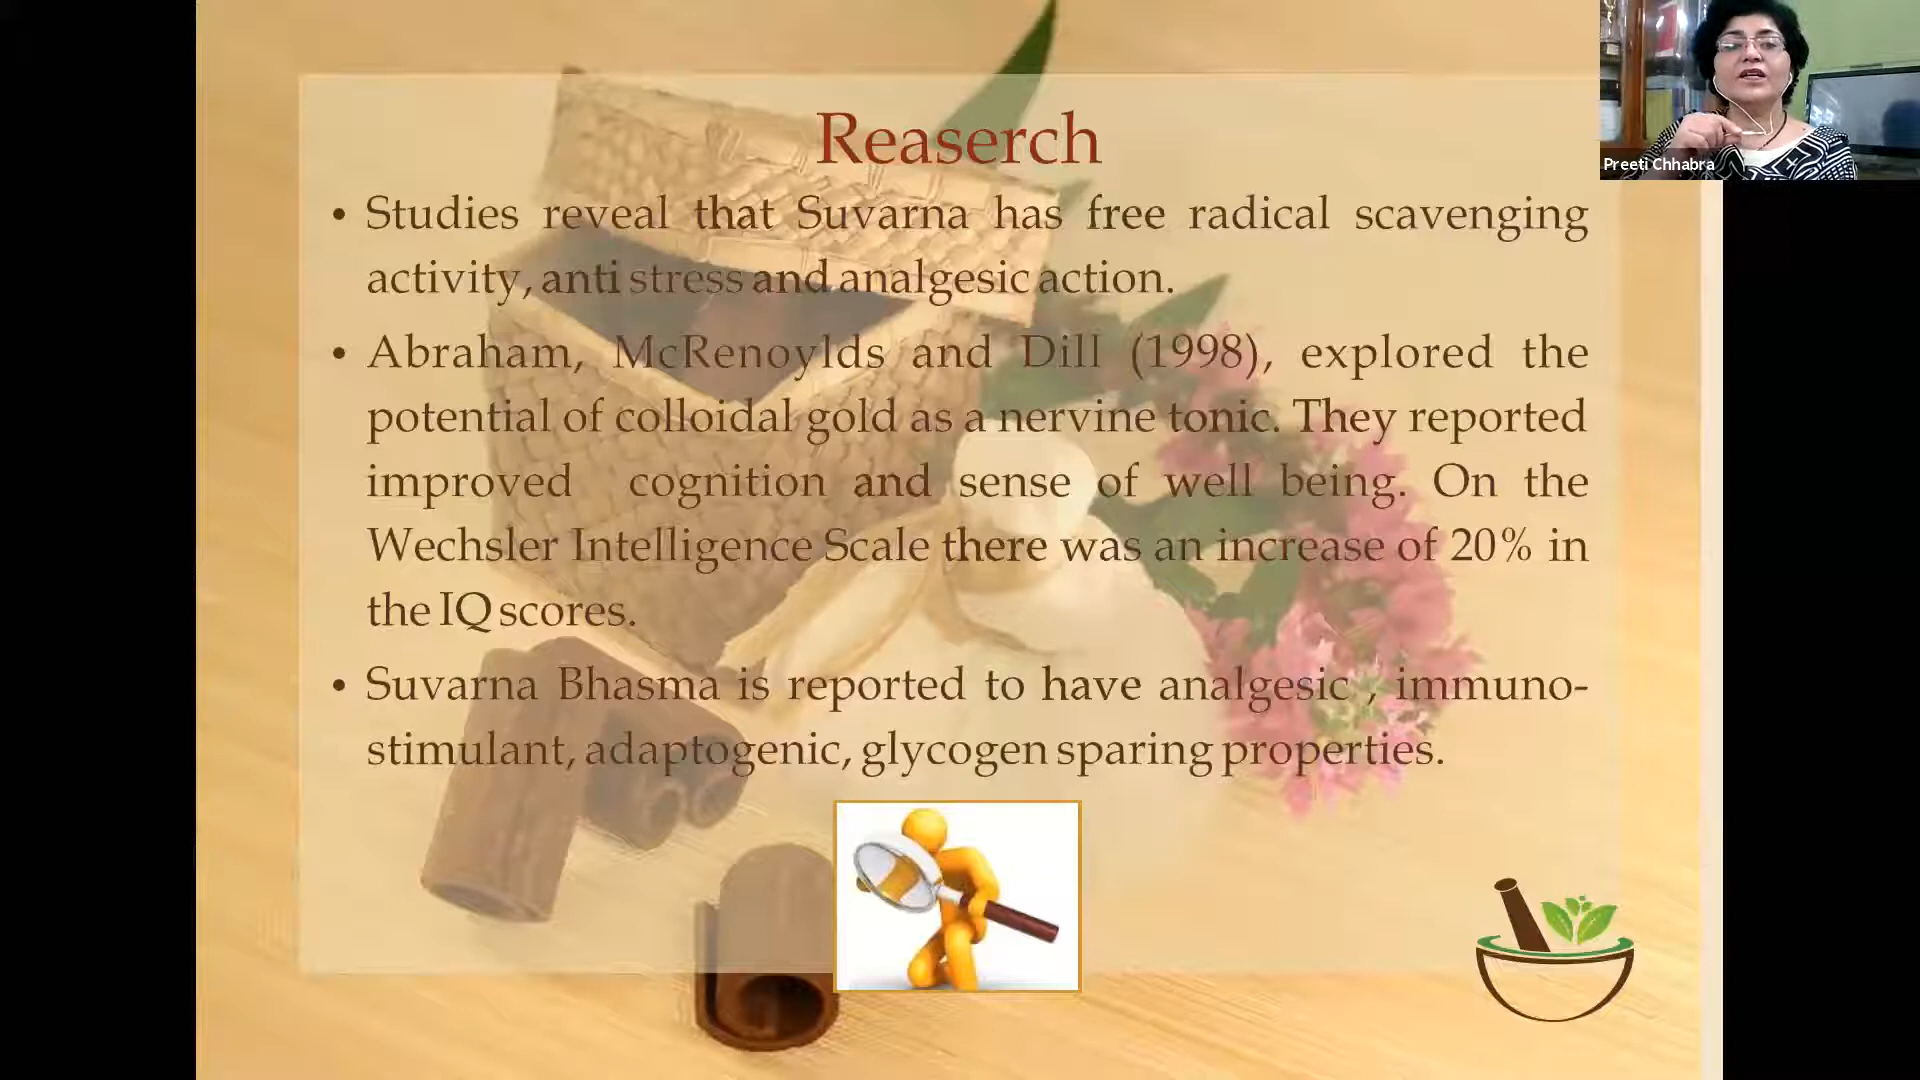 Reaserch
• Studies reveal that Suvarna has free radical scavenging
activity, anti stress and analgesic action.
• Abraham, McRenoylds and Dill (1998), explored the
potential of colloidal gold as a nervine tonic. They reported
improved cognition and sense of well being. On the
Wechsler Intelligence Scale there was an increase of 20% in
the IQ scores.
• Suvarna Bhasma is reported to have analgesic , immuno-
stimulant, adaptogenic, glycogen sparing properties.
Preeti Chhabra